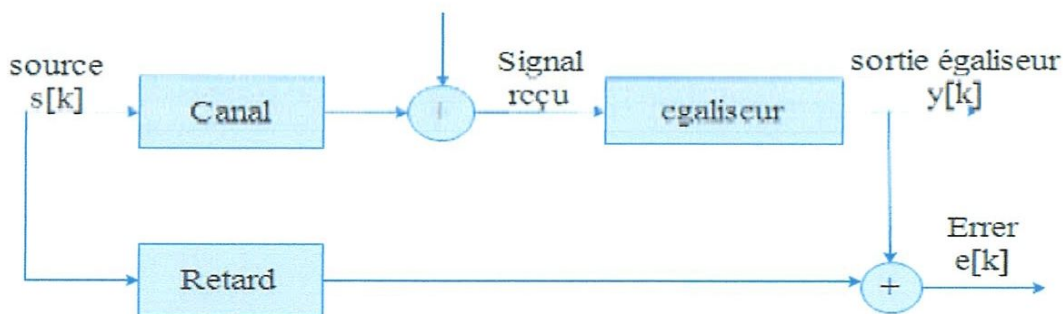 source
s[k]
Canal
Signal
reçu
egaliseur
sortie égaliseur
y[k]
Retard
+
Errer
e[k]